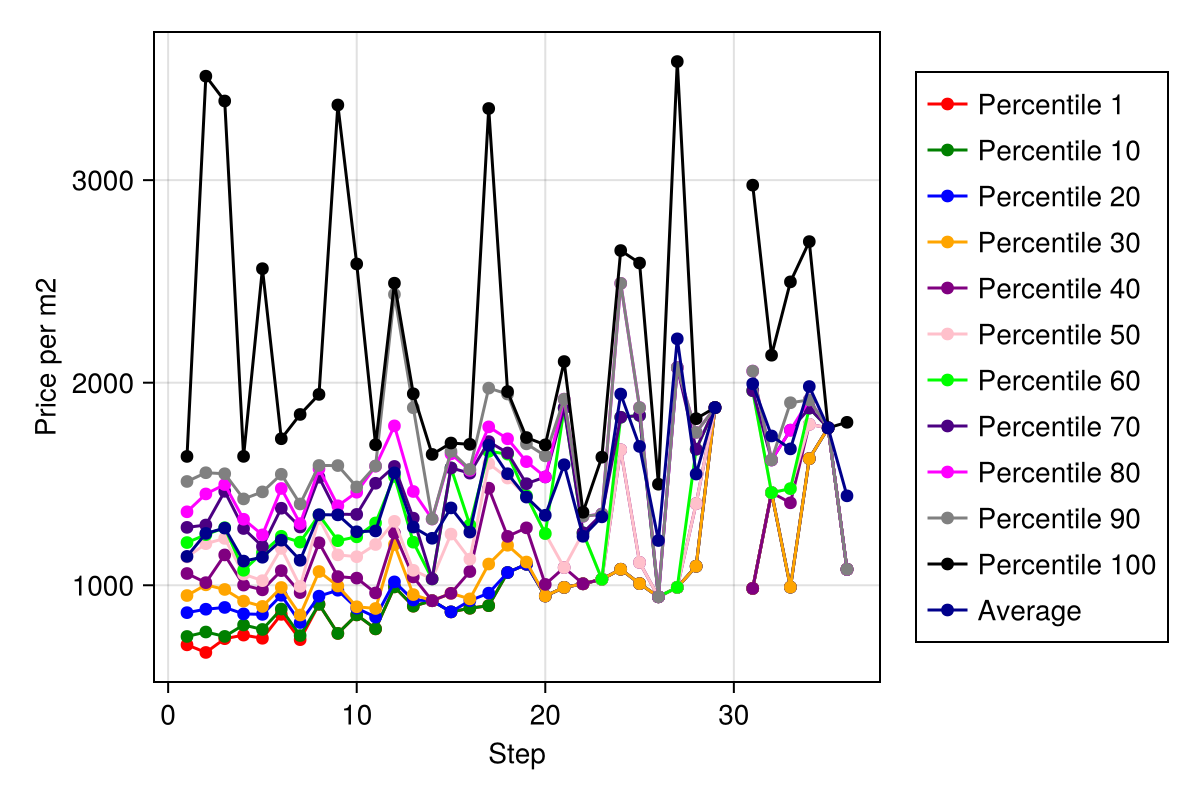 3000
2000
1000
Price per m2
0
10
20
30
Step
Percentile 1
Percentile 10
Percentile 20
Percentile 30
Percentile 40
Percentile 50
Percentile 60
Percentile 70
Percentile 80
Percentile 90
Percentile 100
Average